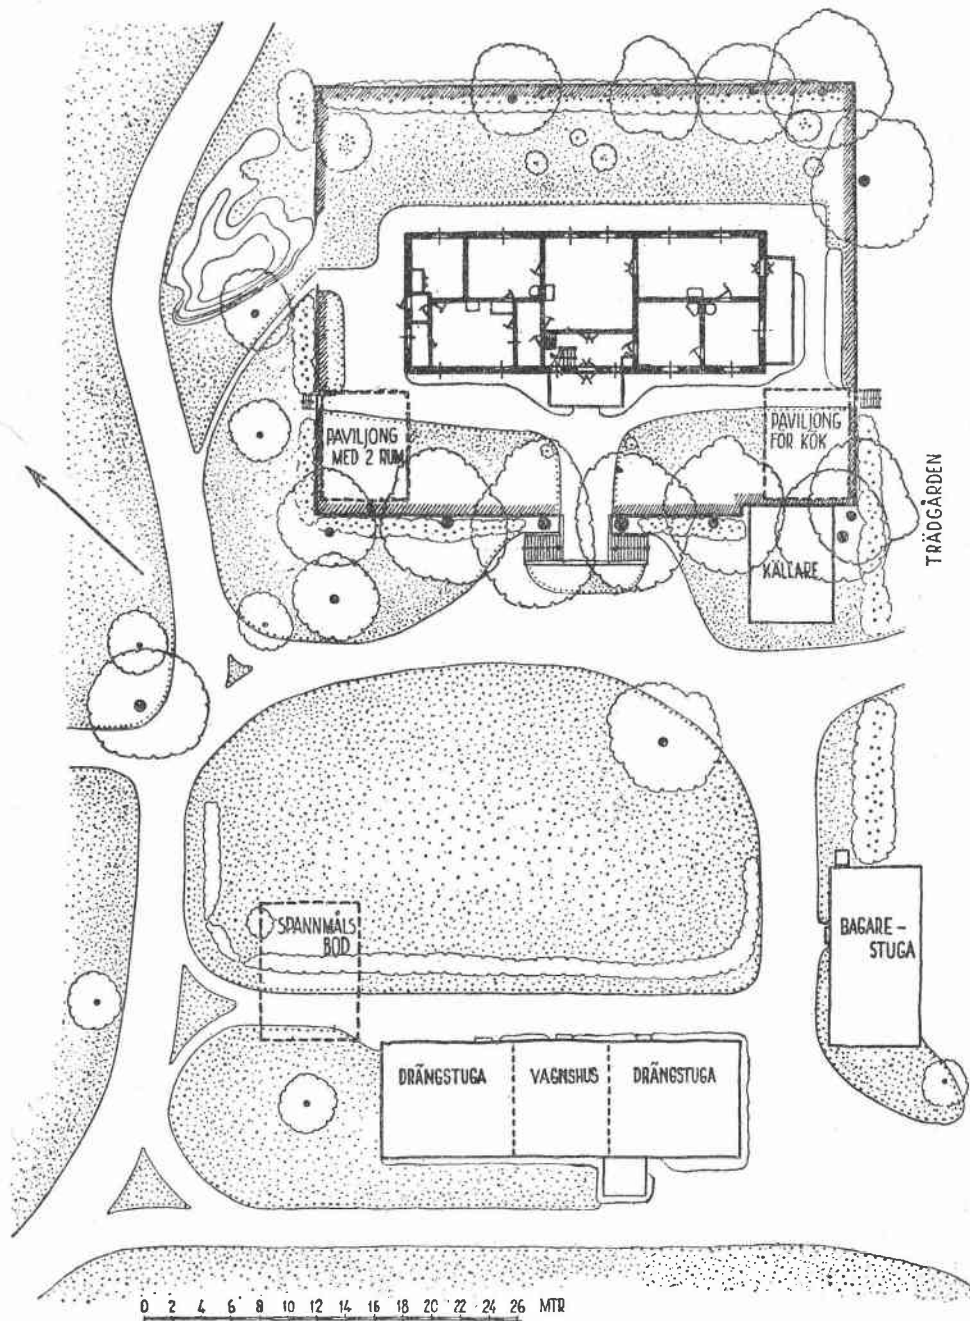 PAVILJONG
MED 2 RUM
PAVILJONG
FÖR KÖK
TRÄDGÅRDEN
KÄLLARE
SPANNMÅLS
BOD
BAGARE-
STUGA
DRÄNGSTUGA
VAGNSHUS
DRÄNGSTUGA
0 2 4 6 8 10 12 14 16 18 20 22 24 26 MTR